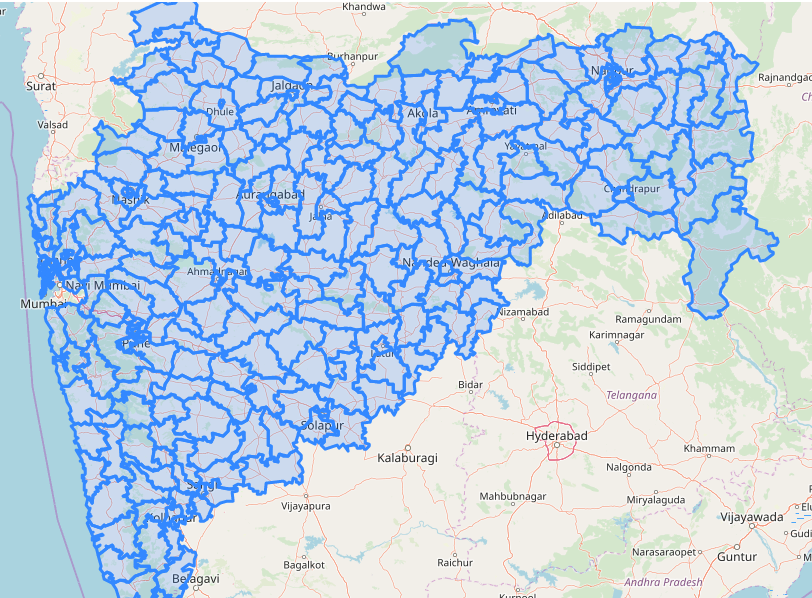 Khandwa
Burhanpur
Surat
Rajnandgao
Nagpur
Jalgaon
Akola
Amravati
Dhule
Valsad
Malegaon
Yavatmal
Chandrapur
Nashik
Aurangabad
Jalna
Adilabad
Nanded Waghala
Ahmadnagar
Navi Mumbai
Mumbai
Nizamabad
Ramagundam
Karimnagar
Pune
Latur
Siddipet
Bidar
Telangana
Solapur
Hyderabad
Kalaburagi
Khammam
Nalgonda
Sangli
Mahbubnagar
Miryalaguda
Vijayapura
Kolhapur
Vijayawada
Narasaraopet
Guntur
Raichur
Bagalkot
Belagavi
Andhra Pradesh
Kurnool